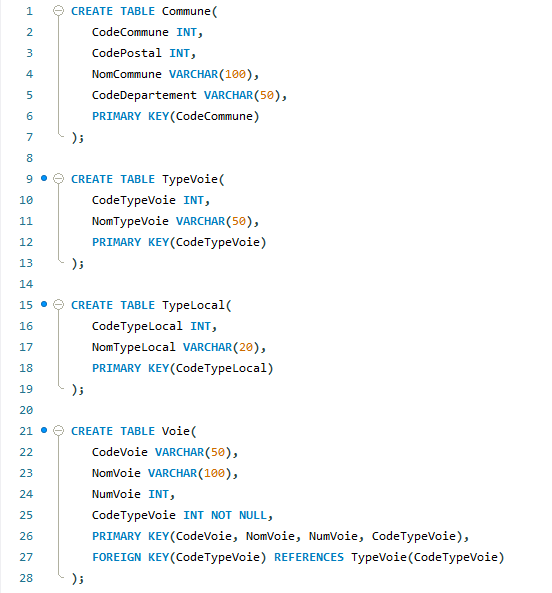 1 CREATE TABLE Commune(
2 CodeCommune INT,
3 CodePostal INT,
4 NomCommune VARCHAR(100),
5 CodeDepartement VARCHAR(50),
6 PRIMARY KEY(CodeCommune)
7 );
8
9 CREATE TABLE TypeVoie(
10 CodeTypeVoie INT,
11 NomTypeVoie VARCHAR(50),
12 PRIMARY KEY(CodeTypeVoie)
13 );
14
15 CREATE TABLE TypeLocal(
16 CodeTypeLocal INT,
17 NomTypeLocal VARCHAR(20),
18 PRIMARY KEY(CodeTypeLocal)
19 );
20
21 CREATE TABLE Voie(
22 CodeVoie VARCHAR(50),
23 NomVoie VARCHAR(100),
24 NumVoie INT,
25 CodeTypeVoie INT NOT NULL,
26 PRIMARY KEY(CodeVoie, NomVoie, NumVoie, CodeTypeVoie),
27 FOREIGN KEY(CodeTypeVoie) REFERENCES TypeVoie(CodeTypeVoie)
28 );